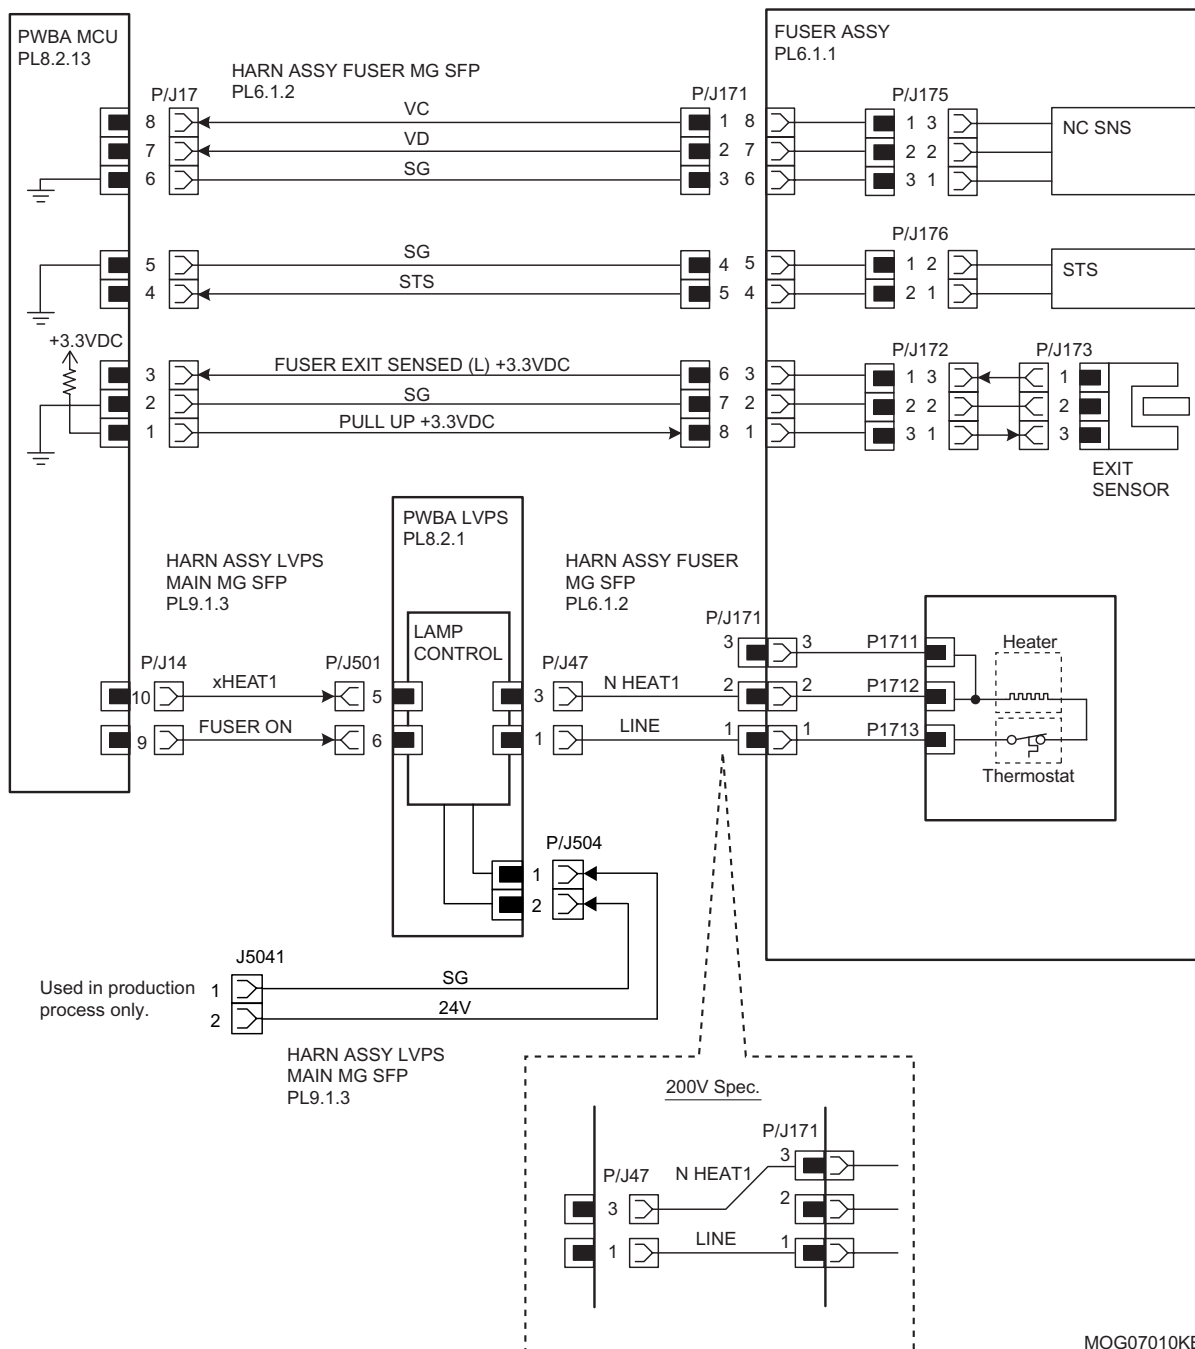 PWBA MCU
PL8.2.13
FUSER ASSY
PL6.1.1
HARN ASSY FUSER MG SFP
PL6.1.2
P/J17
P/J171
P/J175
8 VC 1 8 1 3
7 VD 2 7 2 2
6 SG 3 6 3 1
NC SNS
P/J176
5 SG 4 5 1 2
4 STS 5 4 2 1
STS
+3.3VDC
P/J172
P/J173
3 FUSER EXIT SENSED (L) +3.3VDC 6 3 1 3 1
2 SG 7 2 2 2 2
1 PULL UP +3.3VDC 8 1 3 1 3
EXIT
SENSOR
PWBA LVPS
PL8.2.1
HARN ASSY LVPS
MAIN MG SFP
PL9.1.3
HARN ASSY FUSER
MG SFP
PL6.1.2
LAMP
CONTROL
P/J171
3 3 P1711
Heater
P/J14
P/J501
P/J47
10 xHEAT1 5 3 N HEAT1 2 2 P1712
9 FUSER ON 6 1 LINE 1 1 P1713
Thermostat
P/J504
1
2
J5041
Used in production
process only.
1 SG
2 24V
HARN ASSY LVPS
MAIN MG SFP
PL9.1.3
200V Spec.
P/J171
P/J47
N HEAT1 3
3 2
1 LINE 1
MOG07010KB